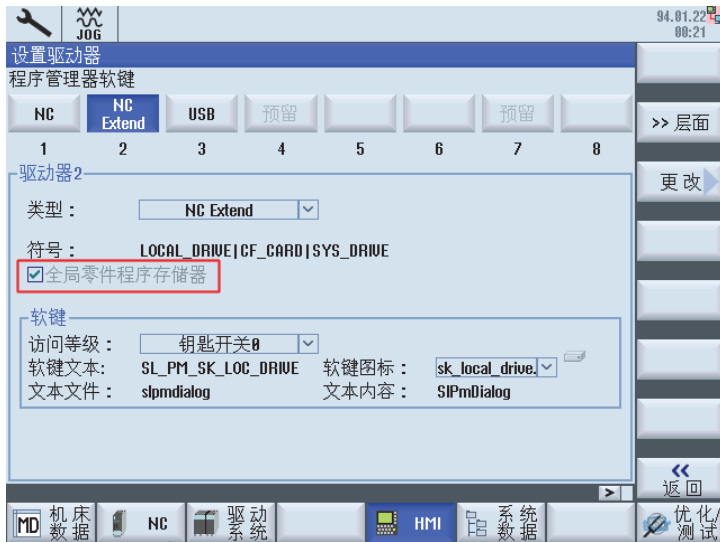 JOG
94.01.22
00:21
设置驱动器
程序管理器软键
NC
NC Extend
USB
预留
预留
1 2 3 4 5 6 7 8
>> 层面
更改
驱动器2
类型： NC Extend
符号： LOCAL_DRIVE|CF_CARD|SYS_DRIVE
全局零件程序存储器
软键
访问等级： 钥匙开关0
软键文本: SL_PM_SK_LOC_DRIVE 软键图标： sk_local_drive.
文本文件： slpmdialog 文本内容： SlPmDialog
<<
返回
>
MD 机床数据
NC
驱动系统
HMI
系统数据
优化/测试